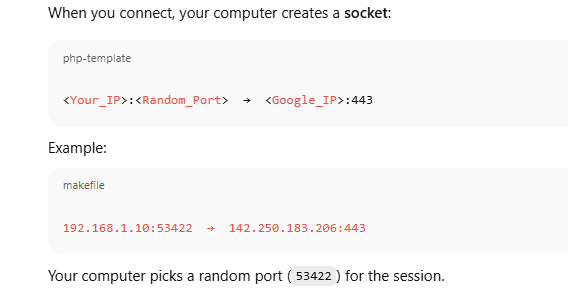 When you connect, your computer creates a socket:
php-template
<Your_IP>:<Random_Port>  →  <Google_IP>:443
Example:
makefile
192.168.1.10:53422  →  142.250.183.206:443
Your computer picks a random port (53422) for the session.